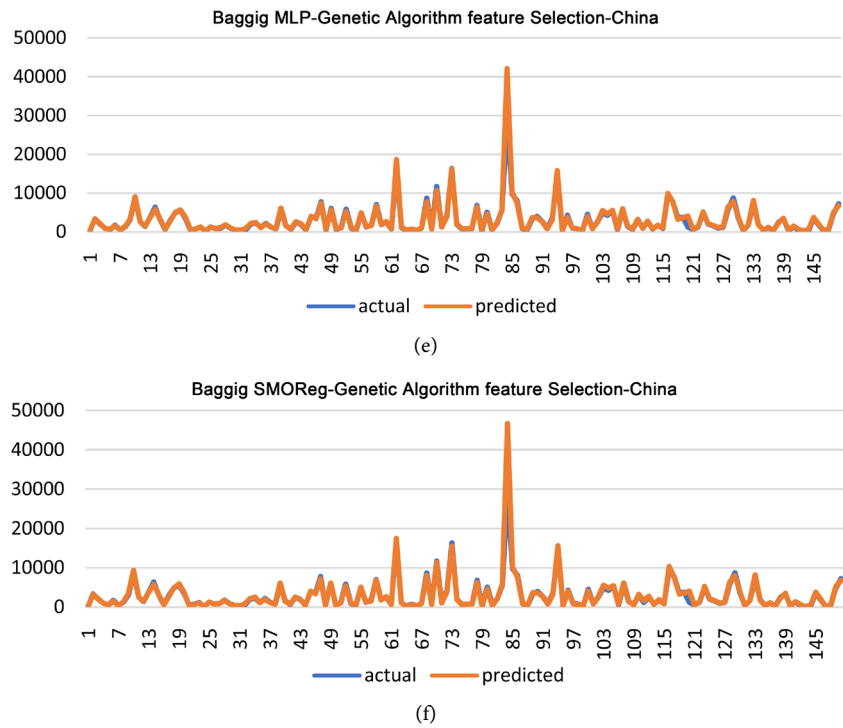 Baggig MLP-Genetic Algorithm feature Selection-China
50000
40000
30000
20000
10000
0
1 7 13 19 25 31 37 43 49 55 61 67 73 79 85 91 97 103 109 115 121 127 133 139 145
actual predicted
(e)
Baggig SMOReg-Genetic Algorithm feature Selection-China
50000
40000
30000
20000
10000
0
1 7 13 19 25 31 37 43 49 55 61 67 73 79 85 91 97 103 109 115 121 127 133 139 145
actual predicted
(f)